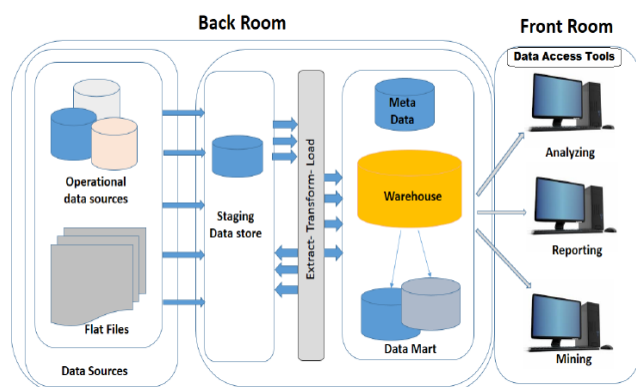 Back Room
Front Room
Data Access Tools
Operational
data sources
Flat Files
Data Sources
Staging
Data store
Extract- Transform- Load
Meta
Data
Warehouse
Data Mart
Analyzing
Reporting
Mining